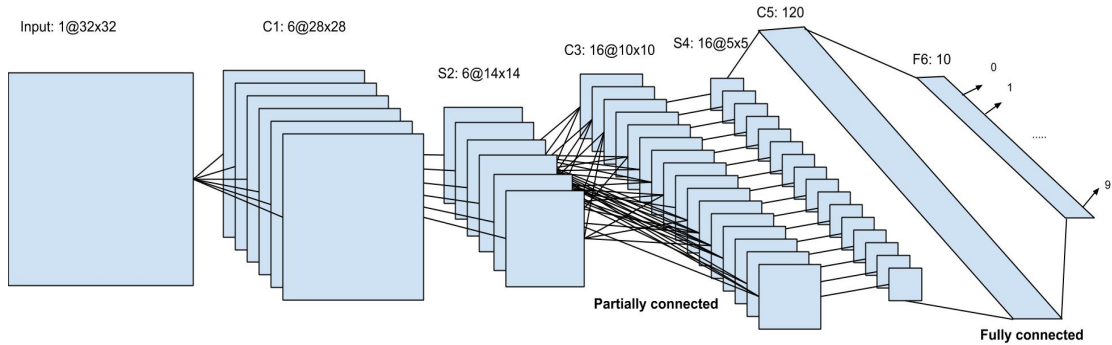 Input: 1@32x32
C1: 6@28x28
S2: 6@14x14
C3: 16@10x10
S4: 16@5x5
C5: 120
F6: 10
0
1
.....
9
Partially connected
Fully connected